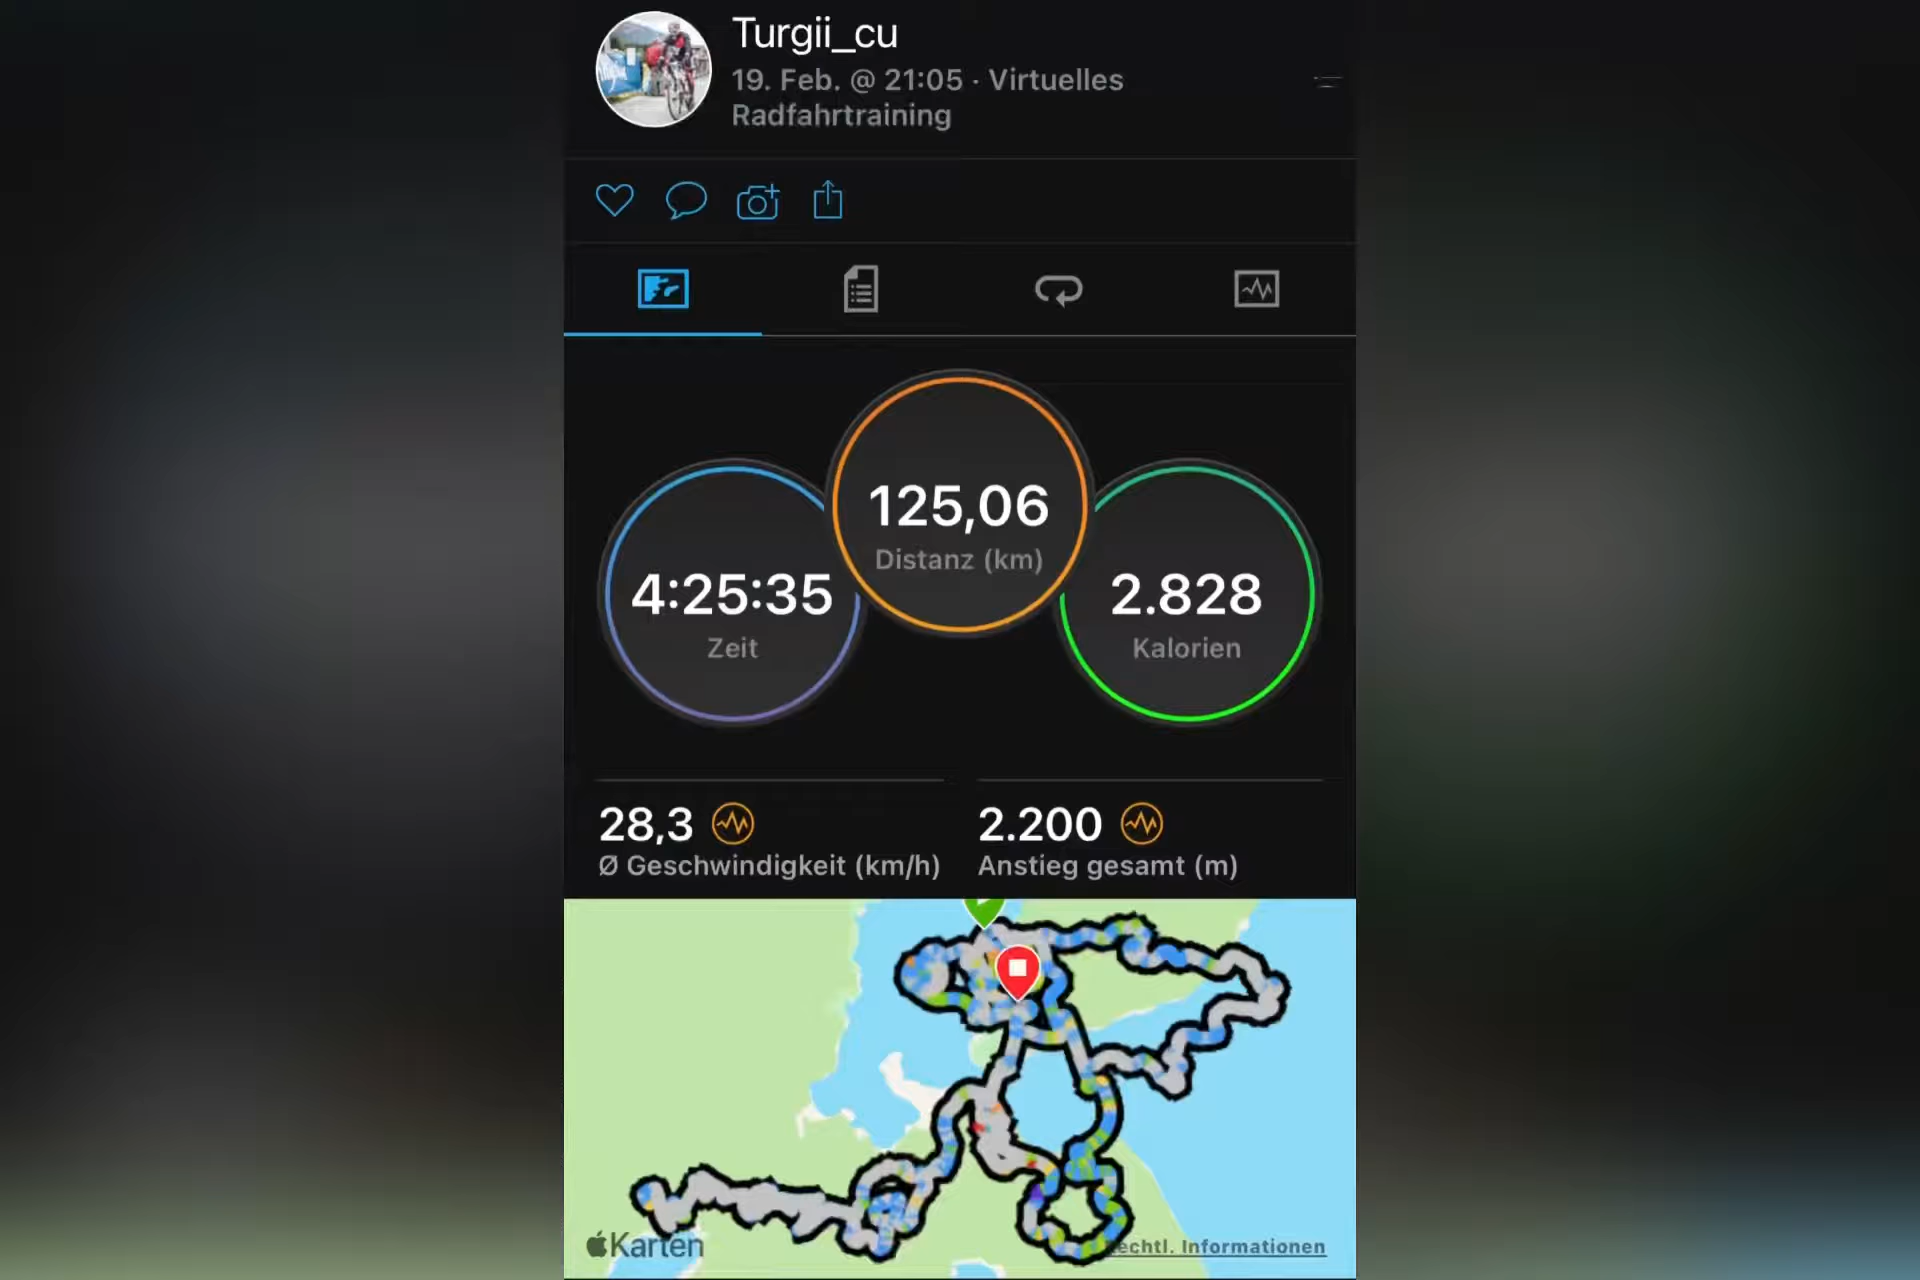 Turgii_cu
19. Feb. @ 21:05 · Virtuelles
Radfahrtraining
125,06
Distanz (km)
4:25:35
Zeit
2.828
Kalorien
28,3
Ø Geschwindigkeit (km/h)
2.200
Anstieg gesamt (m)
Karten
echtl. Informationen